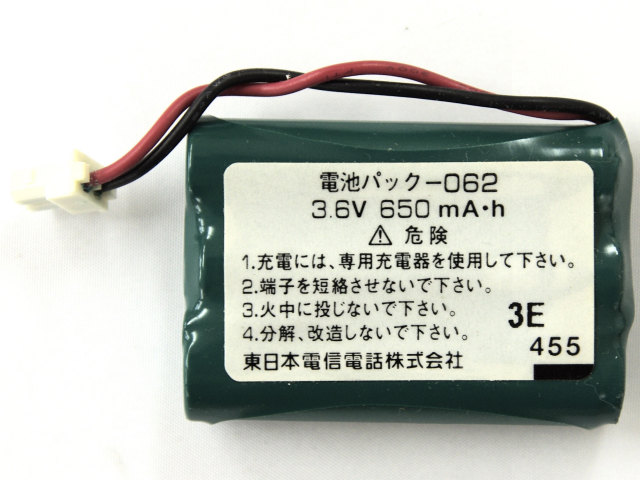 電池パックー062
3.6V 650 mA·h
⚠ 危険
1.充電には、専用充電器を使用して下さい。
2.端子を短絡させないで下さい。
3.火中に投じないで下さい。
4.分解、改造しないで下さい。
3E
455
東日本電信電話株式会社